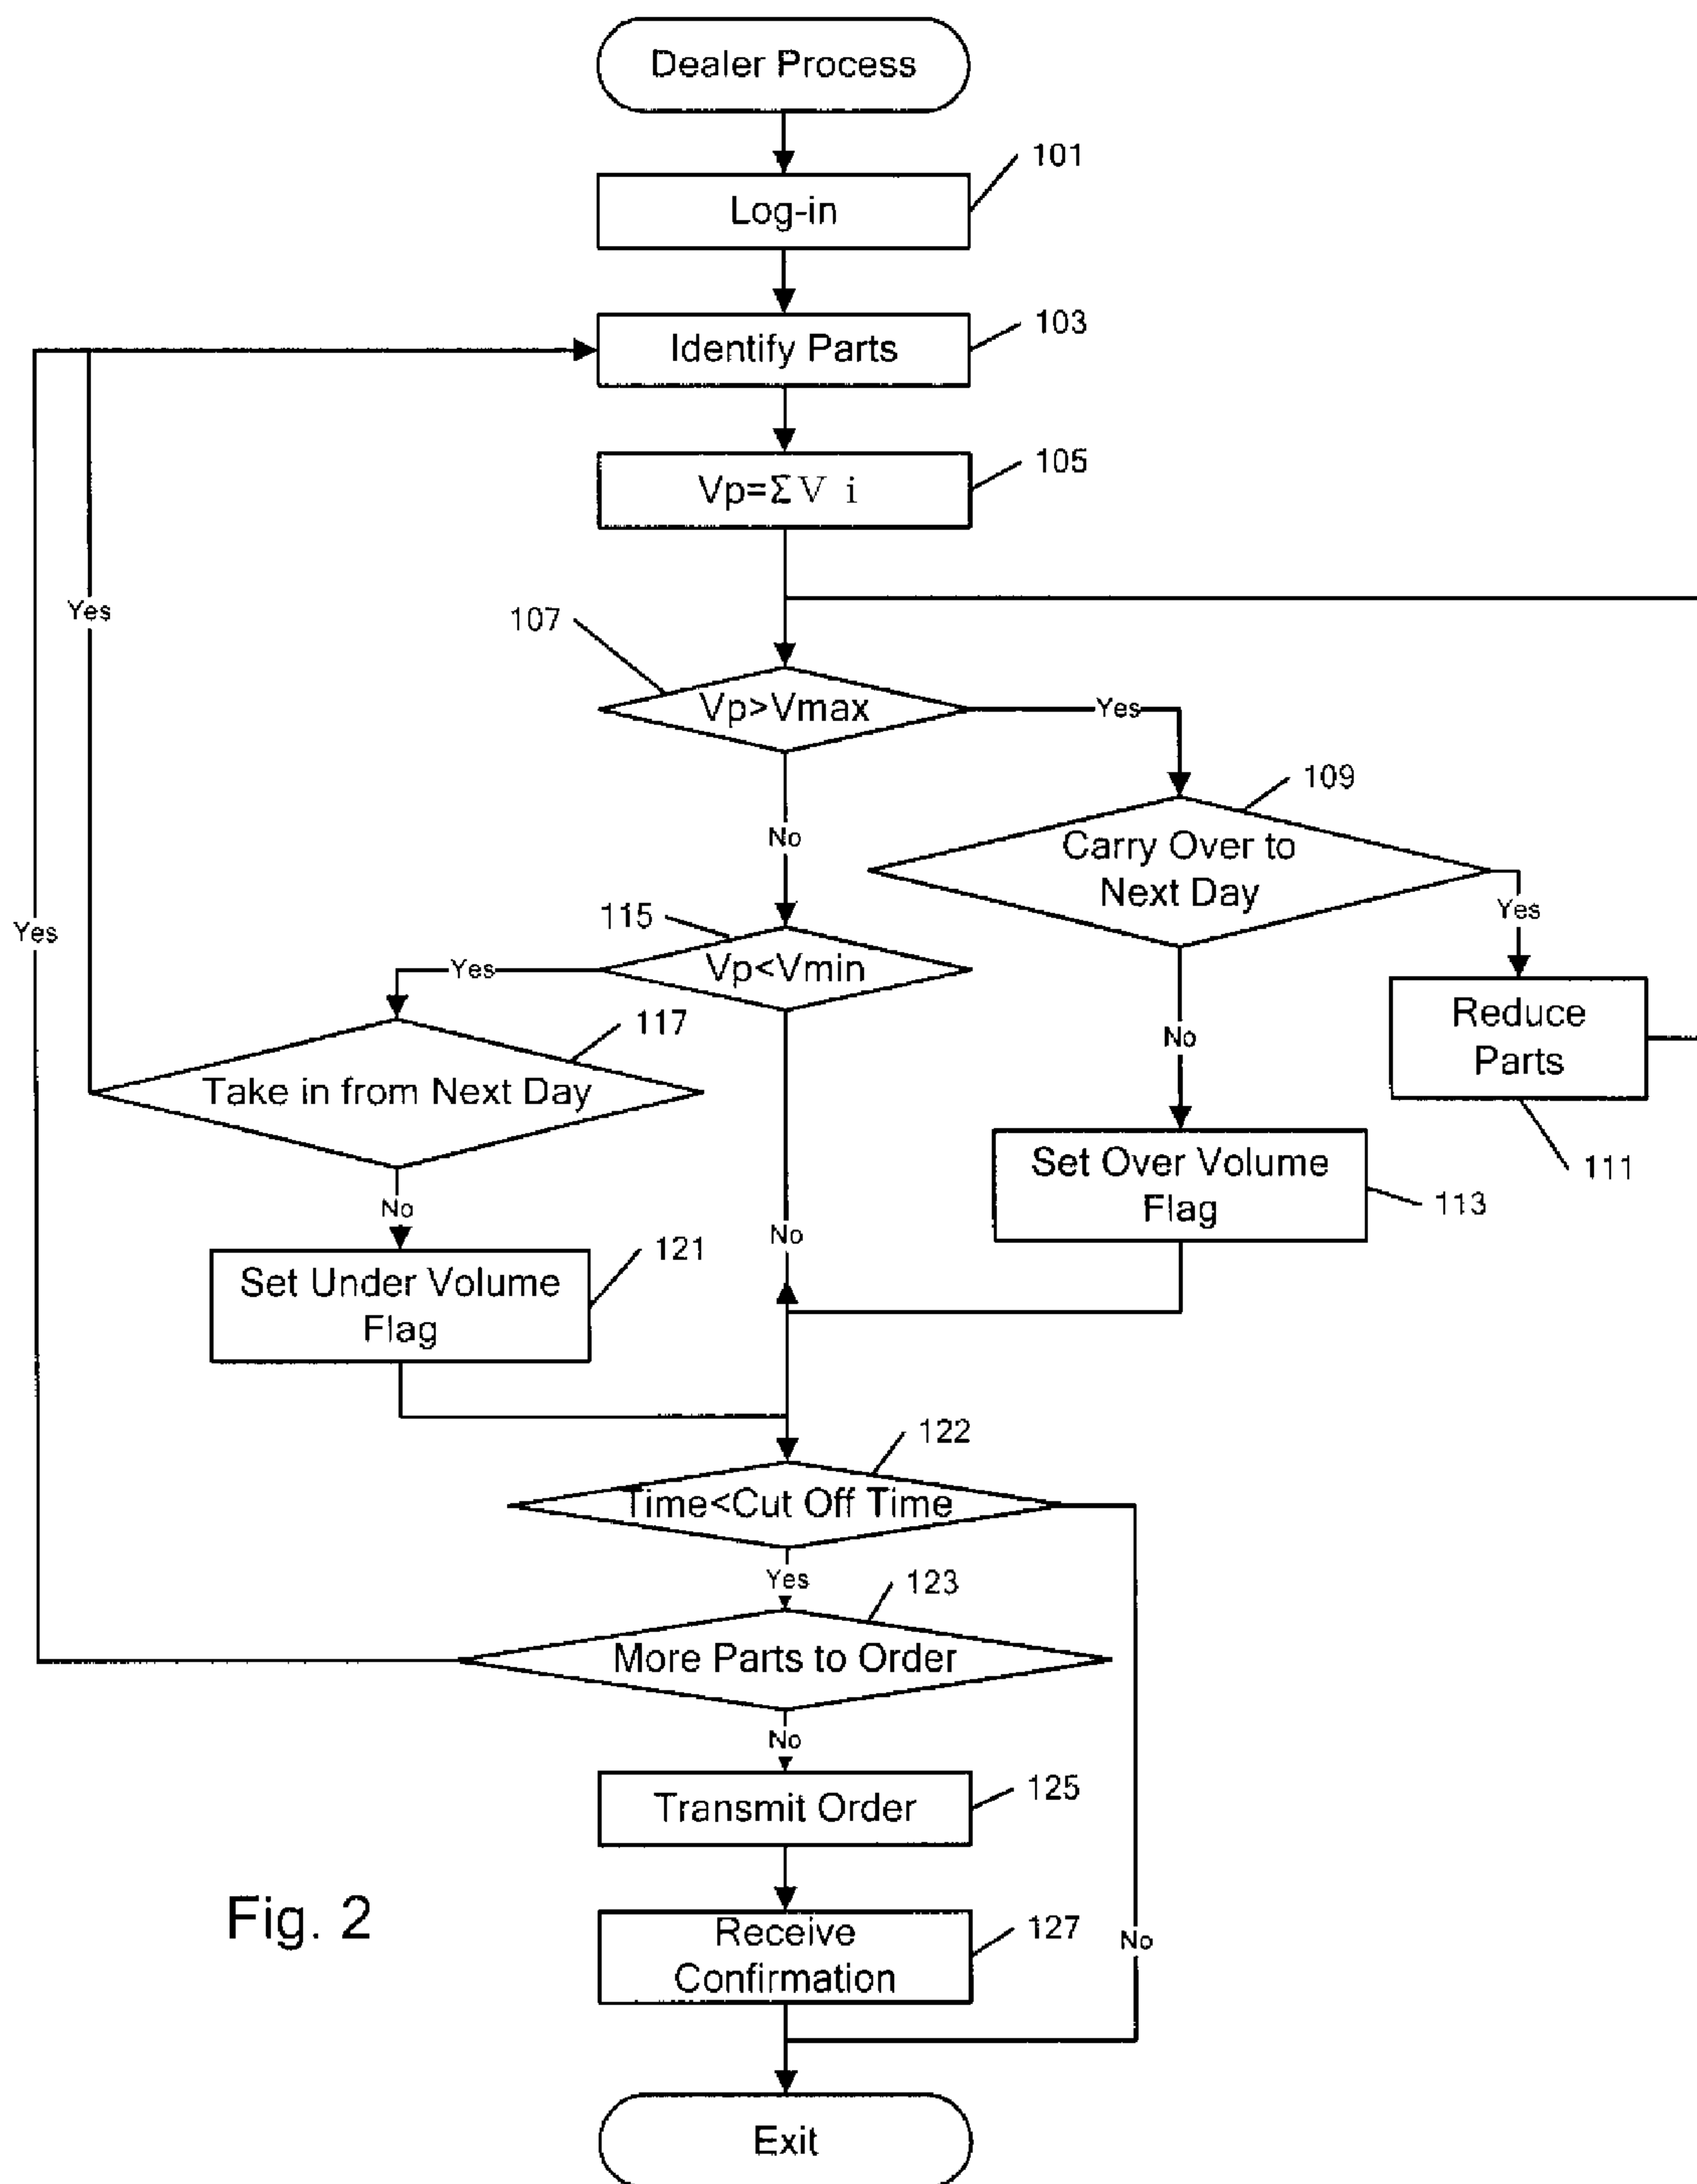 Dealer Process
101
Log-in
103
Identify Parts
105
Vp=ΣV i
Yes
107
Vp>Vmax
Yes
109
Carry Over to
Next Day
No
Yes
115
Vp<Vmin
Yes
Yes
117
Take in from Next Day
Reduce
Parts
No
111
Set Over Volume
Flag
113
No
No
121
Set Under Volume
Flag
122
Time<Cut Off Time
Yes
123
More Parts to Order
No
125
Transmit Order
127
Receive
Confirmation
No
Fig. 2
Exit